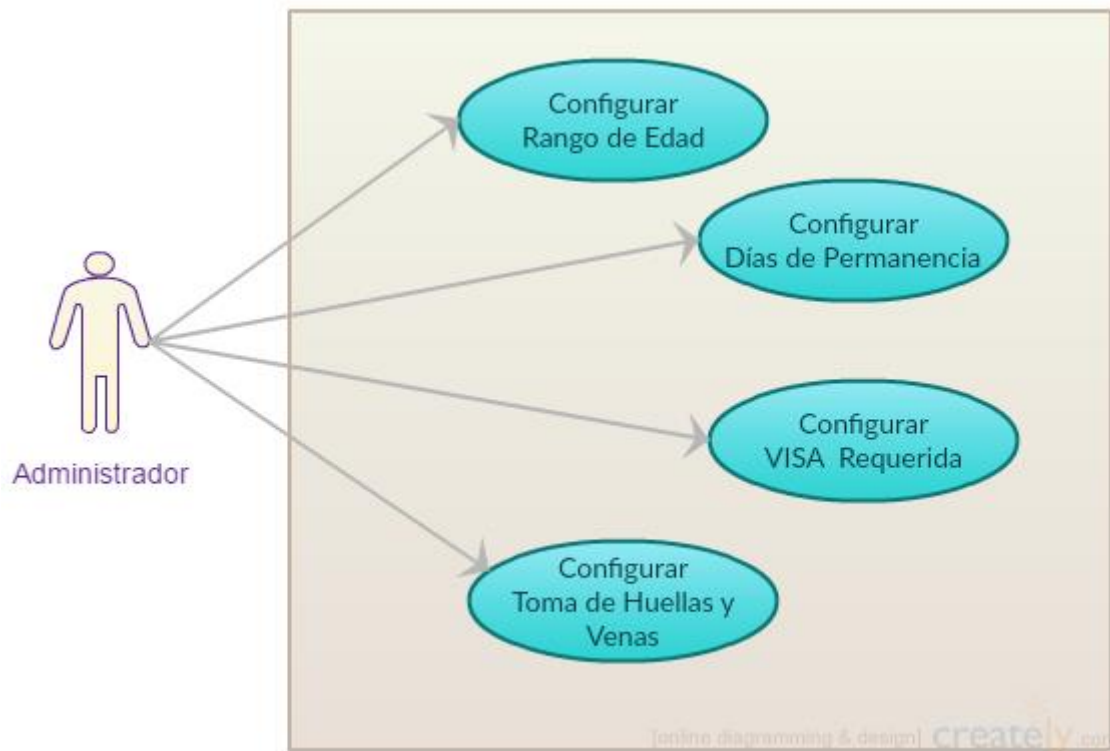 Configurar
Rango de Edad
Configurar
Días de Permanencia
Administrador
Configurar
VISA Requerida
Configurar
Toma de Huellas y
Venas
[online diagramming & design] creately.com